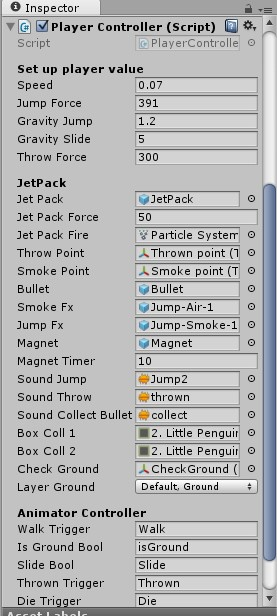 Inspector
Player Controller (Script)
Script PlayerControlle
Set up player value
Speed 0.07
Jump Force 391
Gravity Jump 1.2
Gravity Slide 5
Throw Force 300
JetPack
Jet Pack JetPack
Jet Pack Force 50
Jet Pack Fire Particle System
Throw Point Thrown point (T
Smoke Point Smoke point (T
Bullet Bullet
Smoke Fx Jump-Air-1
Jump Fx Jump-Smoke-1
Magnet Magnet
Magnet Timer 10
Sound Jump Jump2
Sound Throw thrown
Sound Collect Bullet collect
Box Coll 1 2. Little Penguin
Box Coll 2 2. Little Penguin
Check Ground CheckGround (
Layer Ground Default, Ground
Animator Controller
Walk Trigger Walk
Is Ground Bool isGround
Slide Bool Slide
Thrown Trigger Thrown
Die Trigger Die
Asset Labels